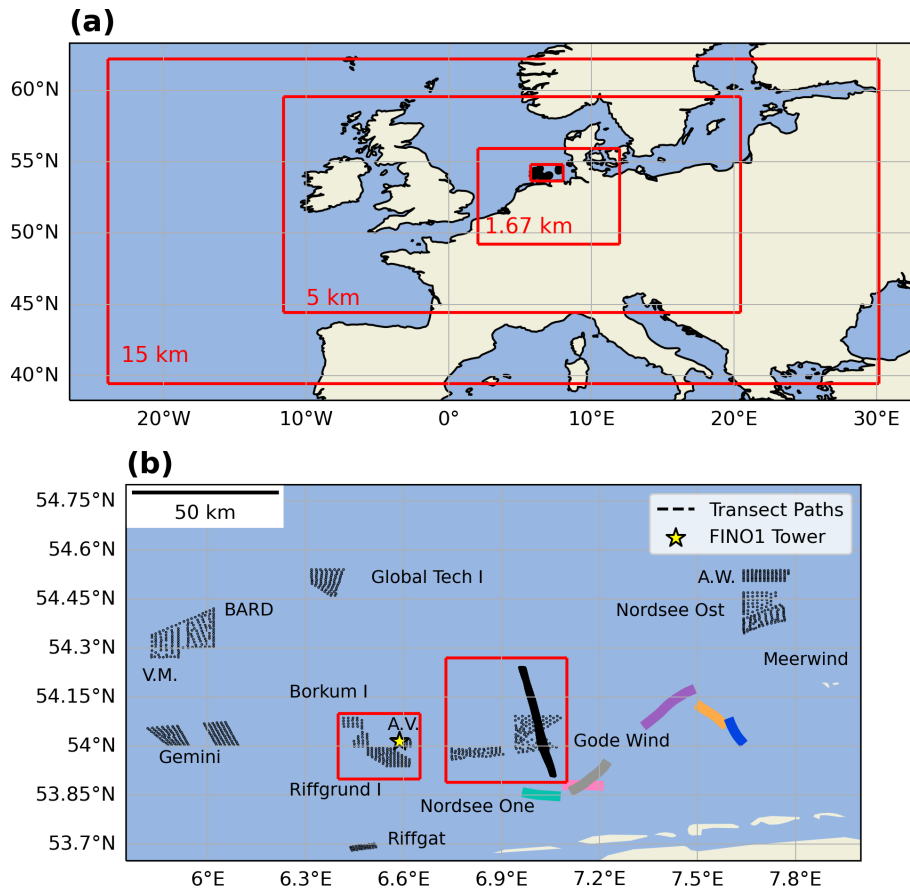 (a)
60°N
55°N
50°N
45°N
40°N
1.67 km
5 km
15 km
20°W
10°W
0°
10°E
20°E
30°E
(b)
54.75°N
54.6°N
54.45°N
54.3°N
54.15°N
54°N
53.85°N
53.7°N
50 km
Transect Paths
FINO1 Tower
Global Tech I
A.W.
BARD
Nordsee Ost
V.M.
Meerwind
Borkum I
A.V.
Gemini
Gode Wind
Riffgrund I
Nordsee One
Riffgat
6°E
6.3°E
6.6°E
6.9°E
7.2°E
7.5°E
7.8°E